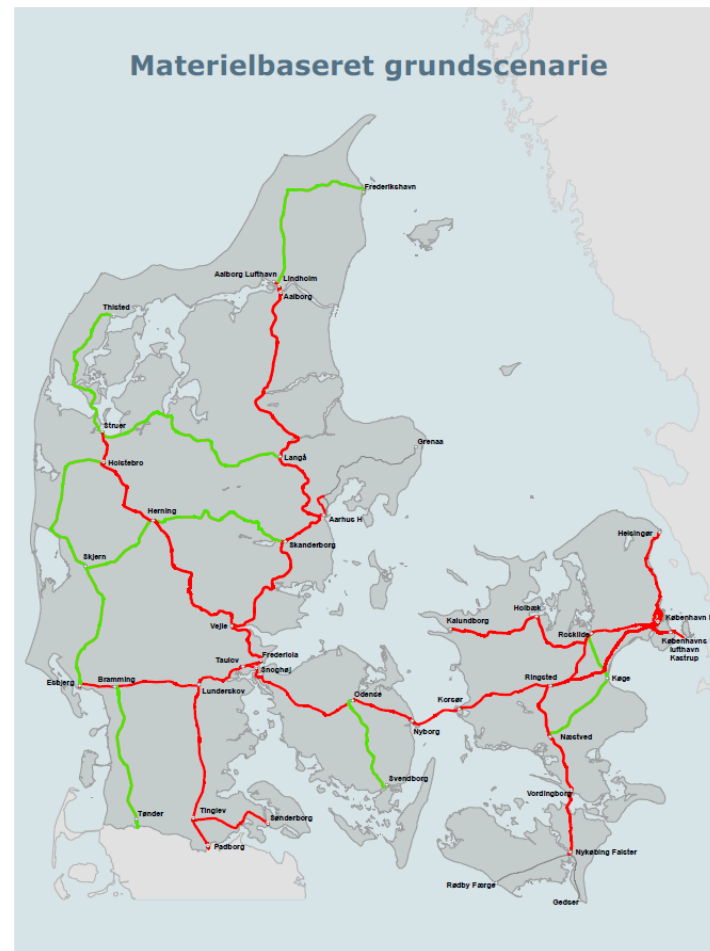 Materielbaseret grundscenarie
Frederikshavn
Aalborg Lufthavn
Lindholm
Aalborg
Thisted
Struer
Grenaa
Langå
Holstebro
Herning
Aarhus H
Helsingør
Skanderborg
Skjern
Holbæk
København
Kalundborg
Vejle
Roskilde
Københavns
lufthavn
Kastrup
Fredericia
Taulov
Snoghøj
Esbjerg
Bramming
Ringsted
Køge
Lunderskov
Odense
Korsør
Nyborg
Næstved
Svendborg
Vordingborg
Tønder
Tinglev
Sønderborg
Padborg
Nykøbing Falster
Rødby Færge
Gedser